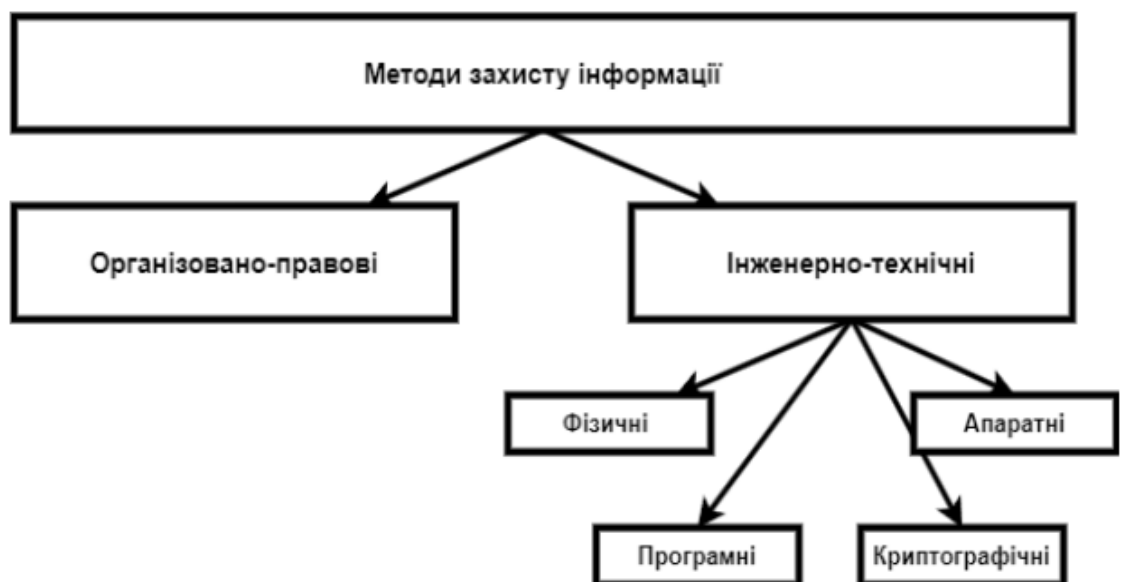 Методи захисту інформації
Організовано-правові
Інженерно-технічні
Фізичні
Апаратні
Програмні
Криптографічні